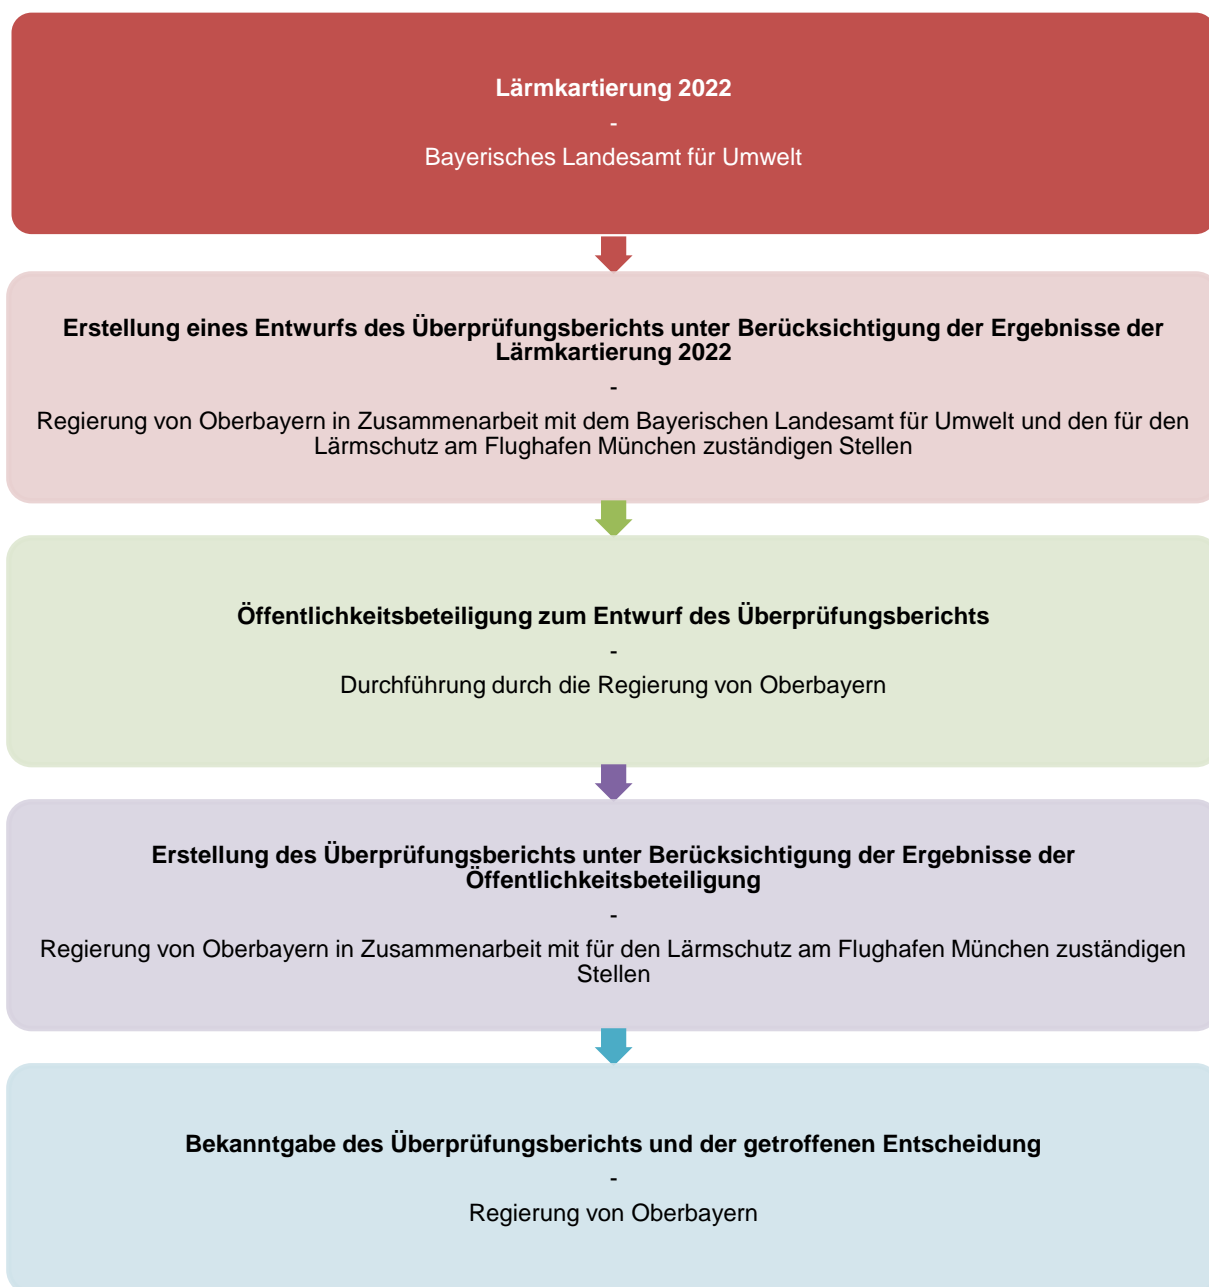 Lärmkartierung 2022
-
Bayerisches Landesamt für Umwelt
Erstellung eines Entwurfs des Überprüfungsberichts unter Berücksichtigung der Ergebnisse der
Lärmkartierung 2022
-
Regierung von Oberbayern in Zusammenarbeit mit dem Bayerischen Landesamt für Umwelt und den für den
Lärmschutz am Flughafen München zuständigen Stellen
Öffentlichkeitsbeteiligung zum Entwurf des Überprüfungsberichts
-
Durchführung durch die Regierung von Oberbayern
Erstellung des Überprüfungsberichts unter Berücksichtigung der Ergebnisse der
Öffentlichkeitsbeteiligung
-
Regierung von Oberbayern in Zusammenarbeit mit für den Lärmschutz am Flughafen München zuständigen
Stellen
Bekanntgabe des Überprüfungsberichts und der getroffenen Entscheidung
-
Regierung von Oberbayern